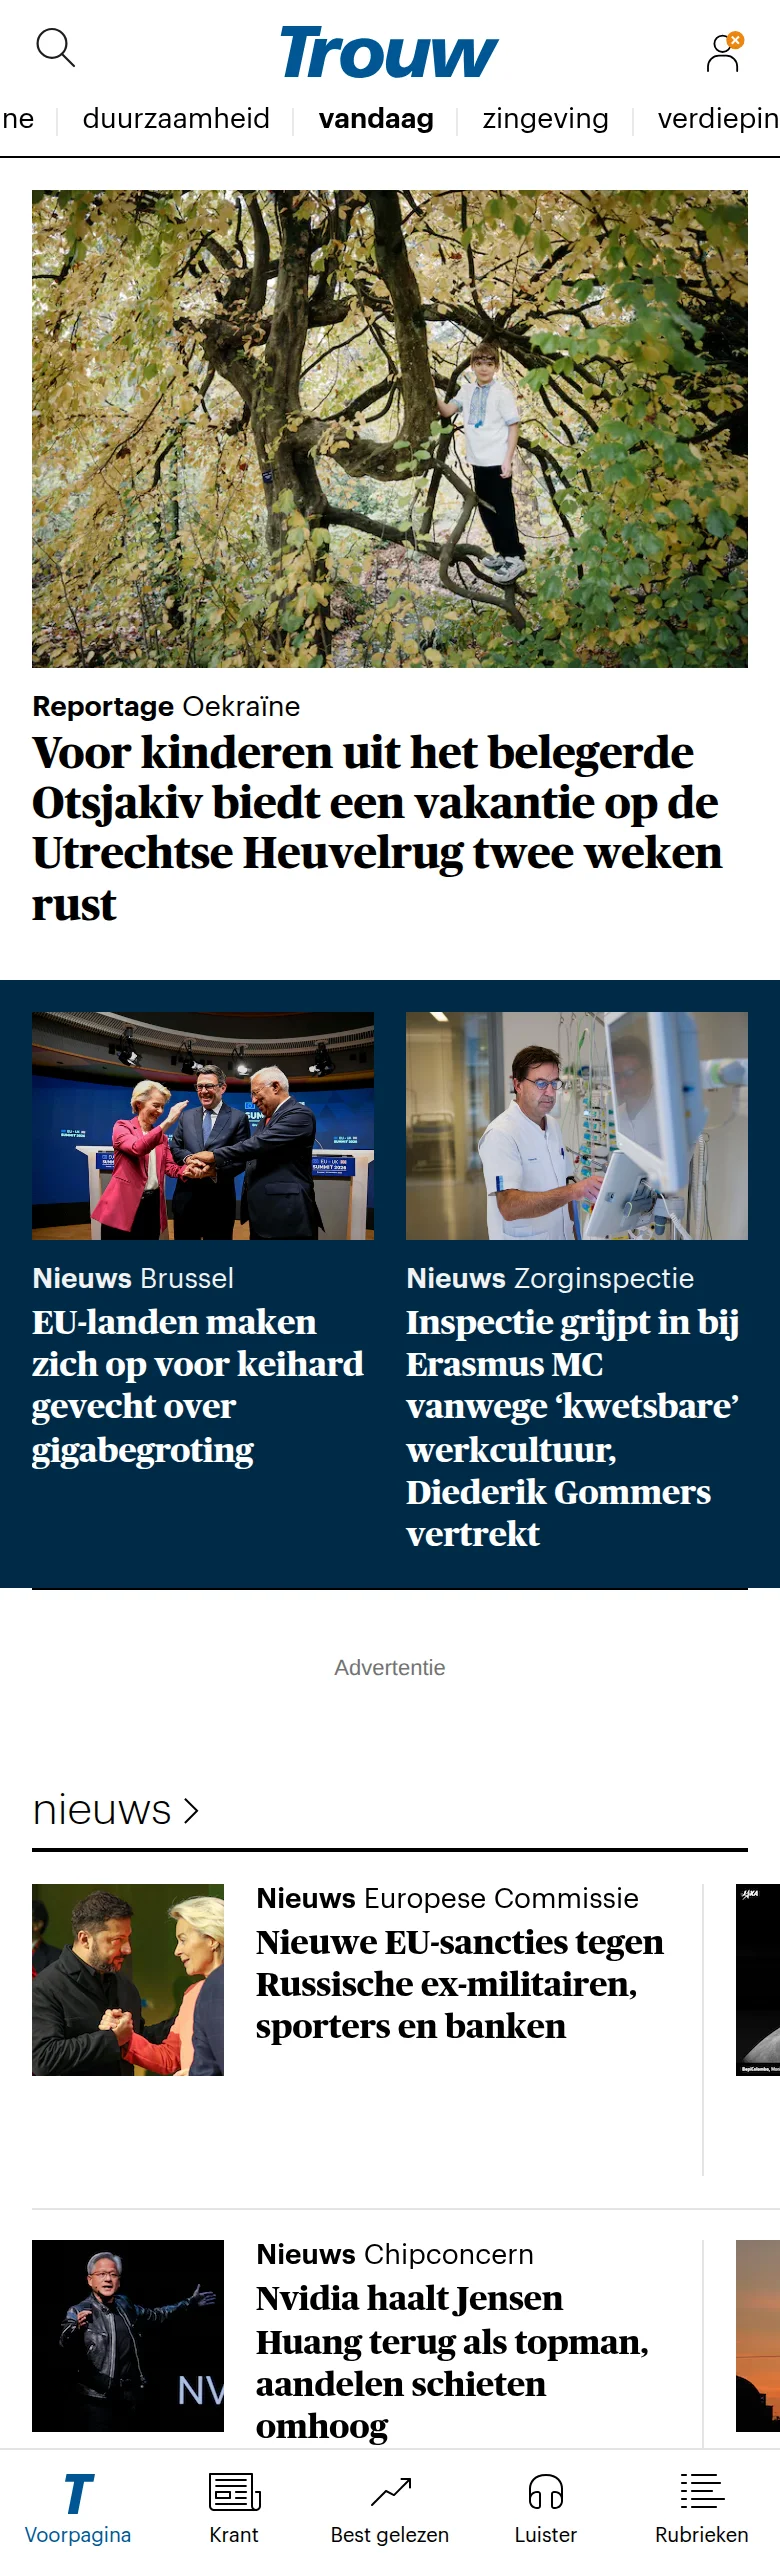 Trouw
ne duurzaamheid vandaag zingeving verdiepin
Reportage Oekraïne
Voor kinderen uit het belegerde
Otsjakiv biedt een vakantie op de
Utrechtse Heuvelrug twee weken
rust
Nieuws Brussel
EU-landen maken
zich op voor keihard
gevecht over
gigabegroting
Nieuws Zorginspectie
Inspectie grijpt in bij
Erasmus MC
vanwege ‘kwetsbare’
werkcultuur,
Diederik Gommers
vertrekt
Advertentie
nieuws
Nieuws Europese Commissie
Nieuwe EU-sancties tegen
Russische ex-militairen,
sporters en banken
Nieuws Chipconcern
Nvidia haalt Jensen
Huang terug als topman,
aandelen schieten
omhoog
NV
T
Voorpagina Krant Best gelezen Luister Rubrieken